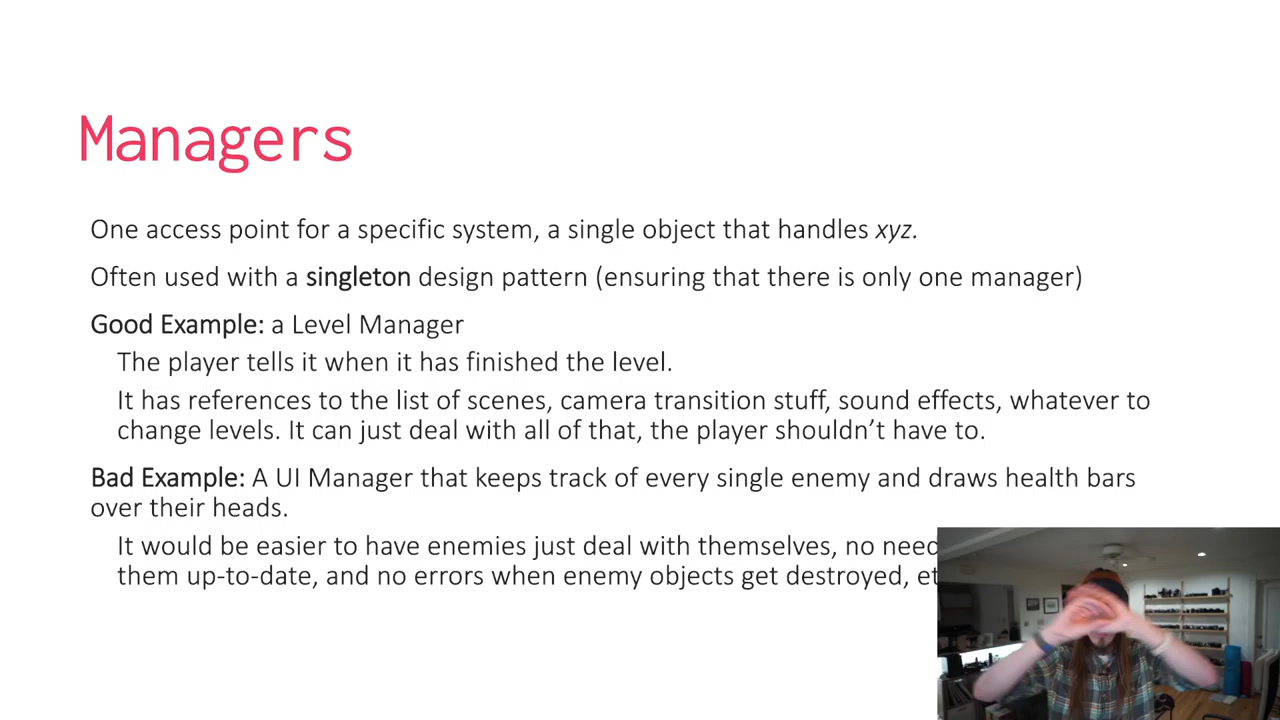 Managers
One access point for a specific system, a single object that handles xyz.
Often used with a singleton design pattern (ensuring that there is only one manager)
Good Example: a Level Manager
The player tells it when it has finished the level.
It has references to the list of scenes, camera transition stuff, sound effects, whatever to
change levels. It can just deal with all of that, the player shouldn’t have to.
Bad Example: A UI Manager that keeps track of every single enemy and draws health bars
over their heads.
It would be easier to have enemies just deal with themselves, no need
them up-to-date, and no errors when enemy objects get destroyed,